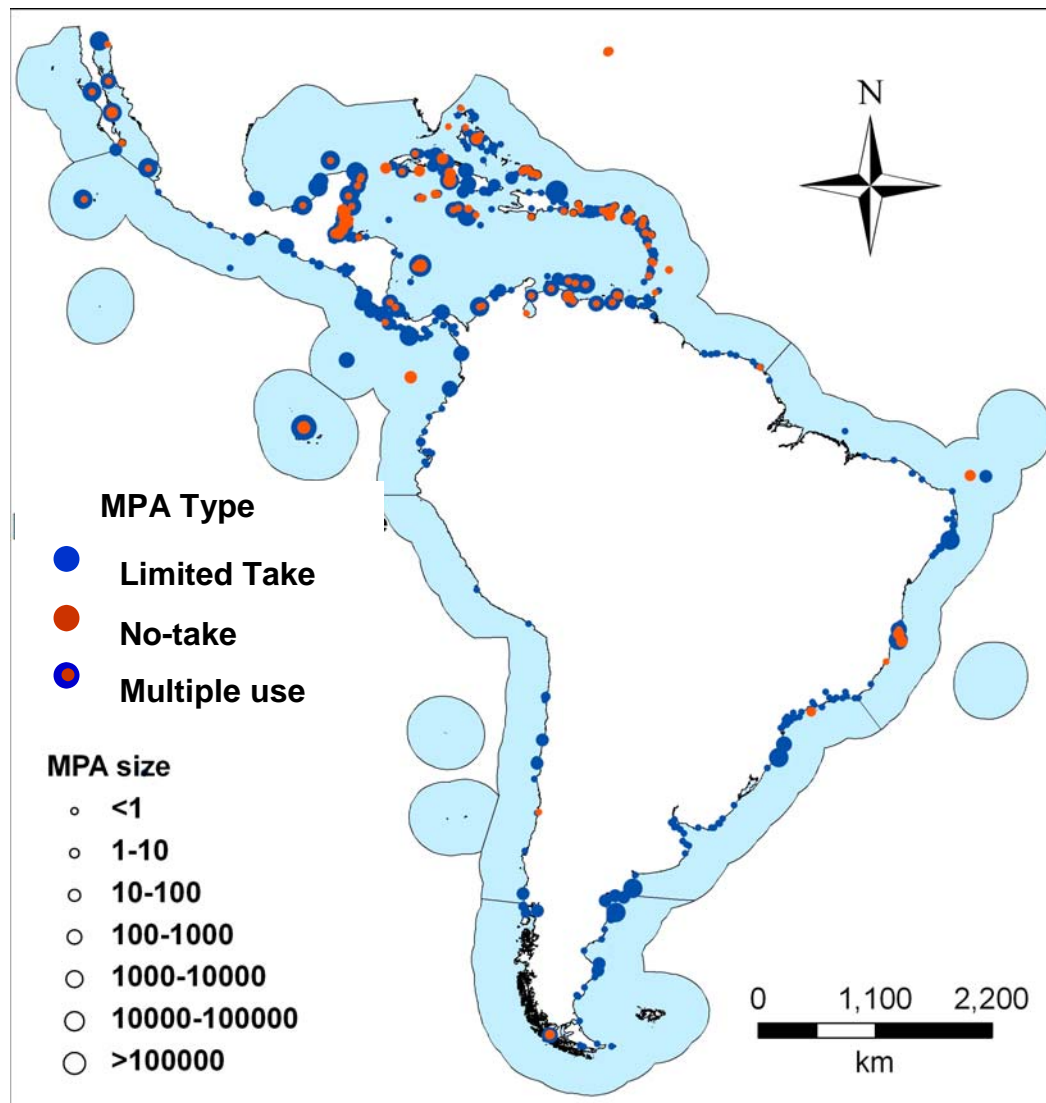 N
MPA Type
Limited Take
No-take
Multiple use
MPA size
<1
1-10
10-100
100-1000
1000-10000
10000-100000
>100000
0 1,100 2,200
km